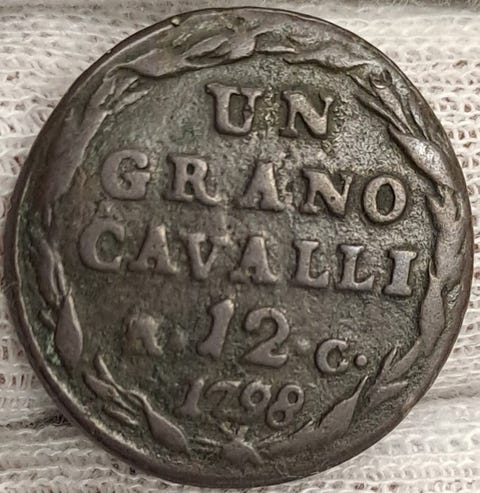 UN
GRANO
CAVALLI
A. 12. C.
1798